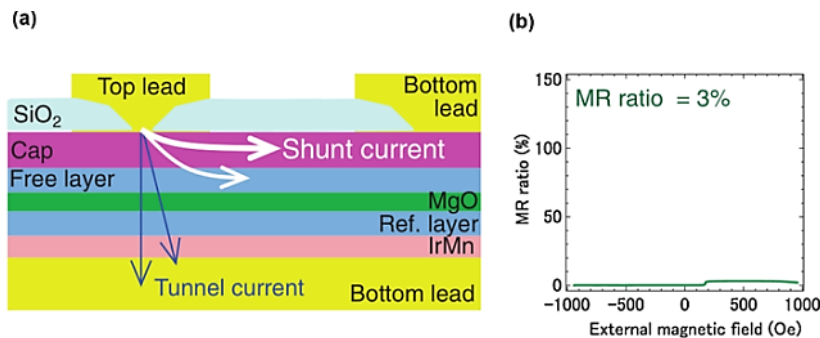 (a)
Top lead
Bottom
lead
SiO₂
Cap
Shunt current
Free layer
MgO
Ref. layer
IrMn
Tunnel current
Bottom lead
(b)
MR ratio = 3%
150
100
50
0
MR ratio (%)
−1000 −500 0 500 1000
External magnetic field (Oe)